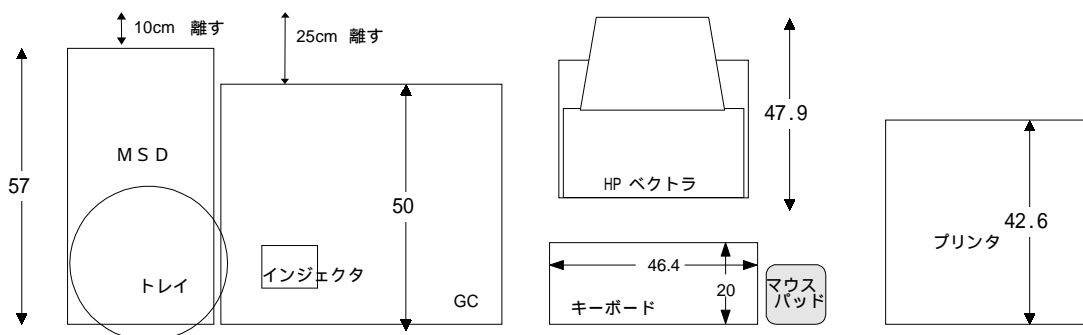 10cm 離す
25cm 離す
57
ＭＳＤ
トレイ
50
インジェクタ
GC
HP ベクトラ
47.9
46.4
20
キーボード
マウス
パッド
42.6
プリンタ